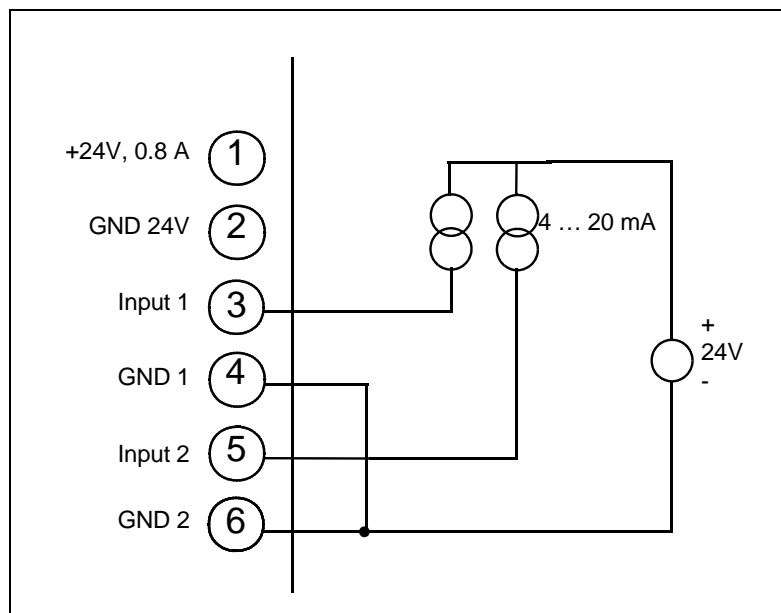 +24V, 0.8 A 1
GND 24V 2
Input 1 3
4 … 20 mA
GND 1 4
+
24V
-
Input 2 5
GND 2 6